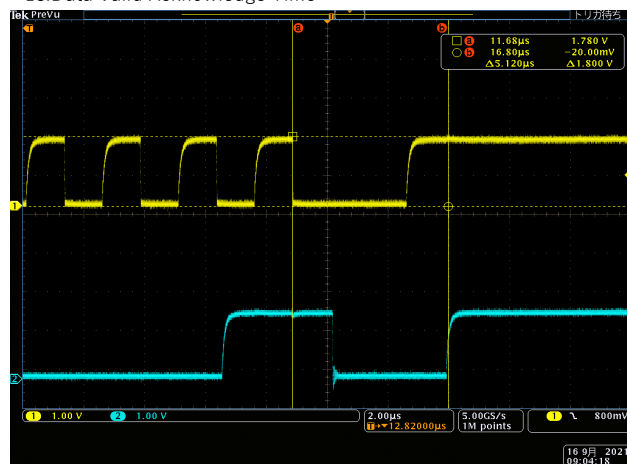 Tek PreVu
トリガ待ち
a 11.68µs 1.780 V
b 16.80µs -20.00mV
Δ5.120µs Δ1.800 V
a
b
1
2
1 1.00 V 2 1.00 V
2.00µs
T→▼12.82000µs
5.00GS/s
1M points
1 800mV
16 9月 2021
09:04:18